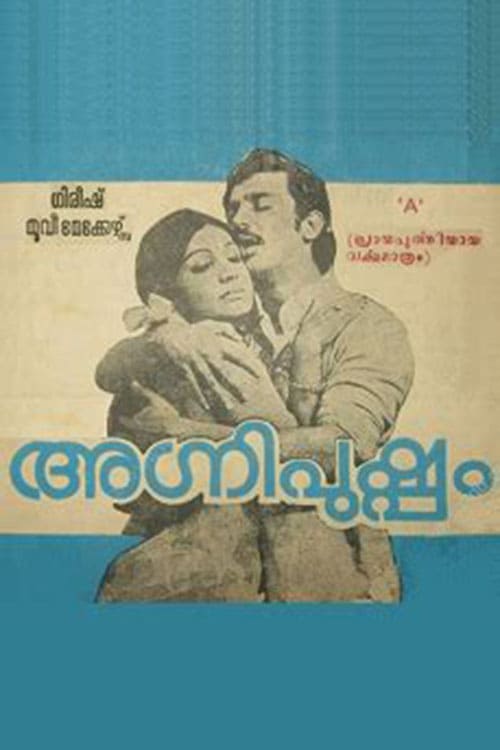 ഗിരീഷ്
മൂവീ മേക്കേഴ്സ്
'A'
(പ്രായപൂർത്തിയായ
വർക്കുമാത്രം)
അഗ്നിപുഷ്പം